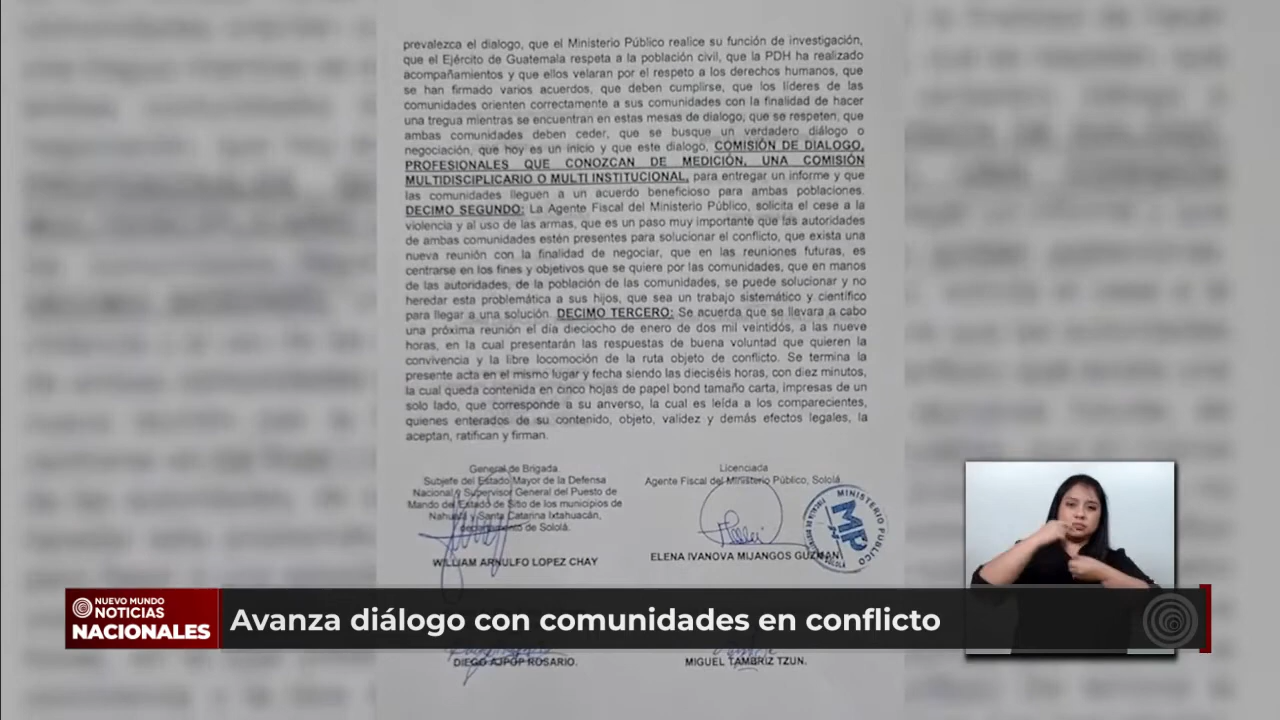 prevalezca el dialogo, que el Ministerio Público realice su función de investigación,
que el Ejército de Guatemala respeta a la población civil, que la PDH ha realizado
acompañamientos y que ellos velaran por el respeto a los derechos humanos, que
se han firmado varios acuerdos, que deben cumplirse, que los líderes de las
comunidades orienten correctamente a sus comunidades con la finalidad de hacer
una tregua mientras se encuentran en estas mesas de dialogo, que se respeten, que
ambas comunidades deben ceder, que se busque un verdadero diálogo o
negociación, que hoy es un inicio y que este dialogo, COMISIÓN DE DIALOGO,
PROFESIONALES QUE CONOZCAN DE MEDICIÓN, UNA COMISIÓN
MULTIDISCIPLICARIO O MULTI INSTITUCIONAL, para entregar un informe y que
las comunidades lleguen a un acuerdo beneficioso para ambas poblaciones.
DECIMO SEGUNDO: La Agente Fiscal del Ministerio Público, solicita el cese a la
violencia y al uso de las armas, que es un paso muy importante que las autoridades
de ambas comunidades estén presentes para solucionar el conflicto, que exista una
nueva reunión con la finalidad de negociar, que en las reuniones futuras, es
centrarse en los fines y objetivos que se quiere por las comunidades, que en manos
de las autoridades, de la población de las comunidades, se puede solucionar y no
heredar esta problemática a sus hijos, que sea un trabajo sistemático y científico
para llegar a una solución. DECIMO TERCERO: Se acuerda que se llevara a cabo
una próxima reunión el día dieciocho de enero de dos mil veintidós, a las nueve
horas, en la cual presentarán las respuestas de buena voluntad que quieren la
convivencia y la libre locomoción de la ruta objeto de conflicto. Se termina la
presente acta en el mismo lugar y fecha siendo las dieciséis horas, con diez minutos,
la cual queda contenida en cinco hojas de papel bond tamaño carta, impresas de un
solo lado, que corresponde a su anverso, la cual es leída a los comparecientes,
quienes enterados de su contenido, objeto, validez y demás efectos legales, la
aceptan, ratifican y firman.
General de Brigada
Subjefe del Estado Mayor de la Defensa
Nacional y Supervisor General del Puesto de
Mando del Estado de Sitio de los municipios de
Nahualá y Santa Catarina Ixtahuacán,
departamento de Sololá.
WILLIAM ARNULFO LOPEZ CHAY
Licenciada
Agente Fiscal del Ministerio Público, Sololá
ELENA IVANOVA MIJANGOS GUZMAN
MINISTERIO PÚBLICO
MP
SOLOLÁ
NUEVO MUNDO
NOTICIAS
NACIONALES
Avanza diálogo con comunidades en conflicto
DIEGO AJPOP ROSARIO.
MIGUEL TAMBRIZ TZUN.